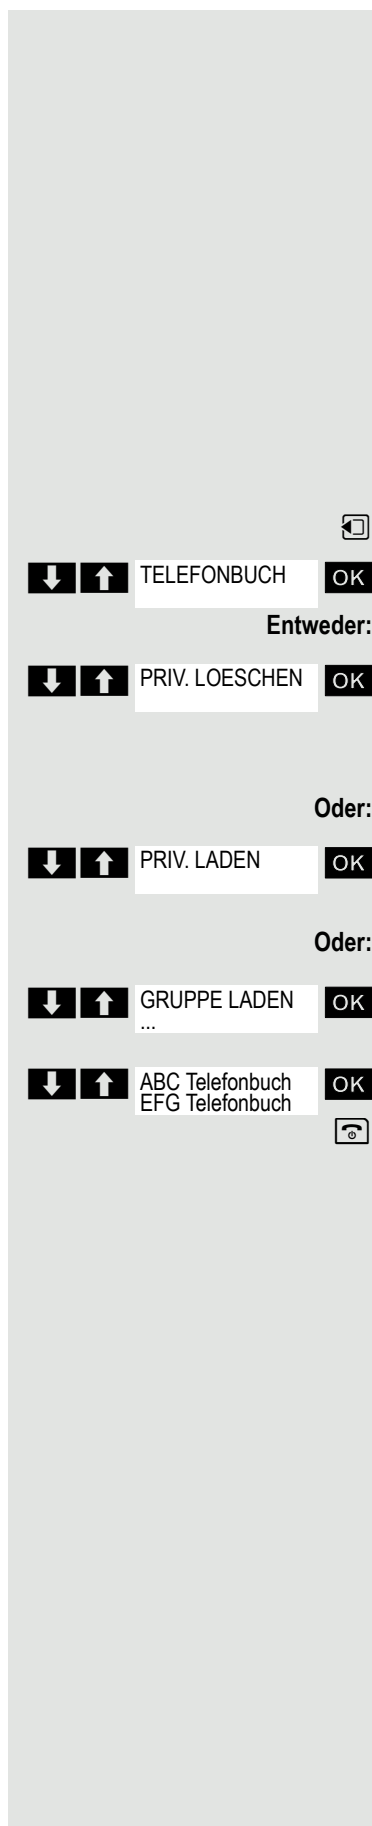 TELEFONBUCH OK
Entweder:
PRIV. LOESCHEN OK
Oder:
PRIV. LADEN OK
Oder:
GRUPPE LADEN OK
...
ABC Telefonbuch OK
EFG Telefonbuch